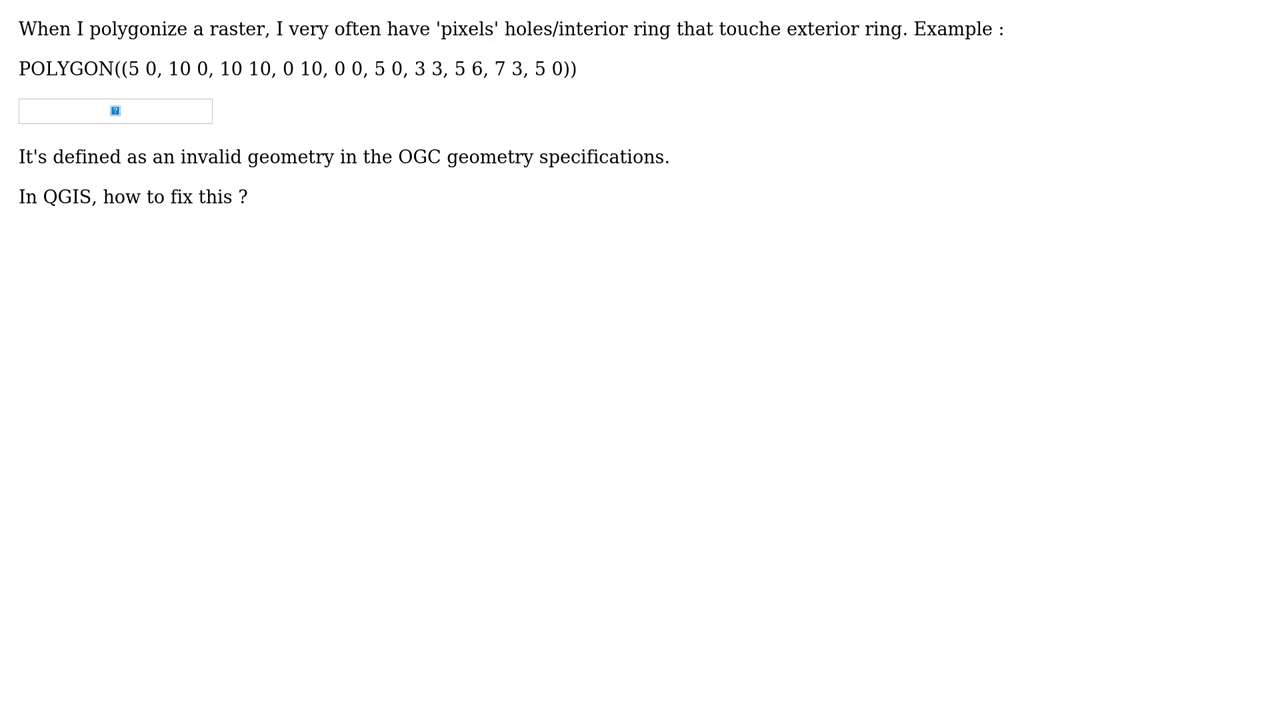 When I polygonize a raster, I very often have 'pixels' holes/interior ring that touche exterior ring. Example :
POLYGON((5 0, 10 0, 10 10, 0 10, 0 0, 5 0, 3 3, 5 6, 7 3, 5 0))
It's defined as an invalid geometry in the OGC geometry specifications.
In QGIS, how to fix this ?